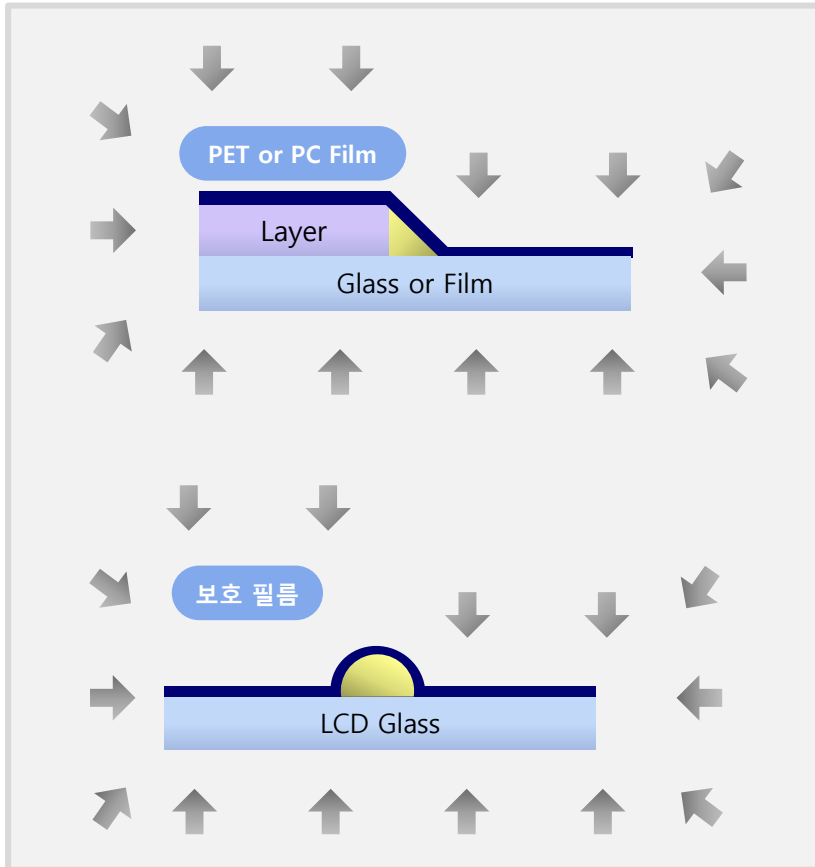 PET or PC Film
Layer
Glass or Film
보호 필름
LCD Glass